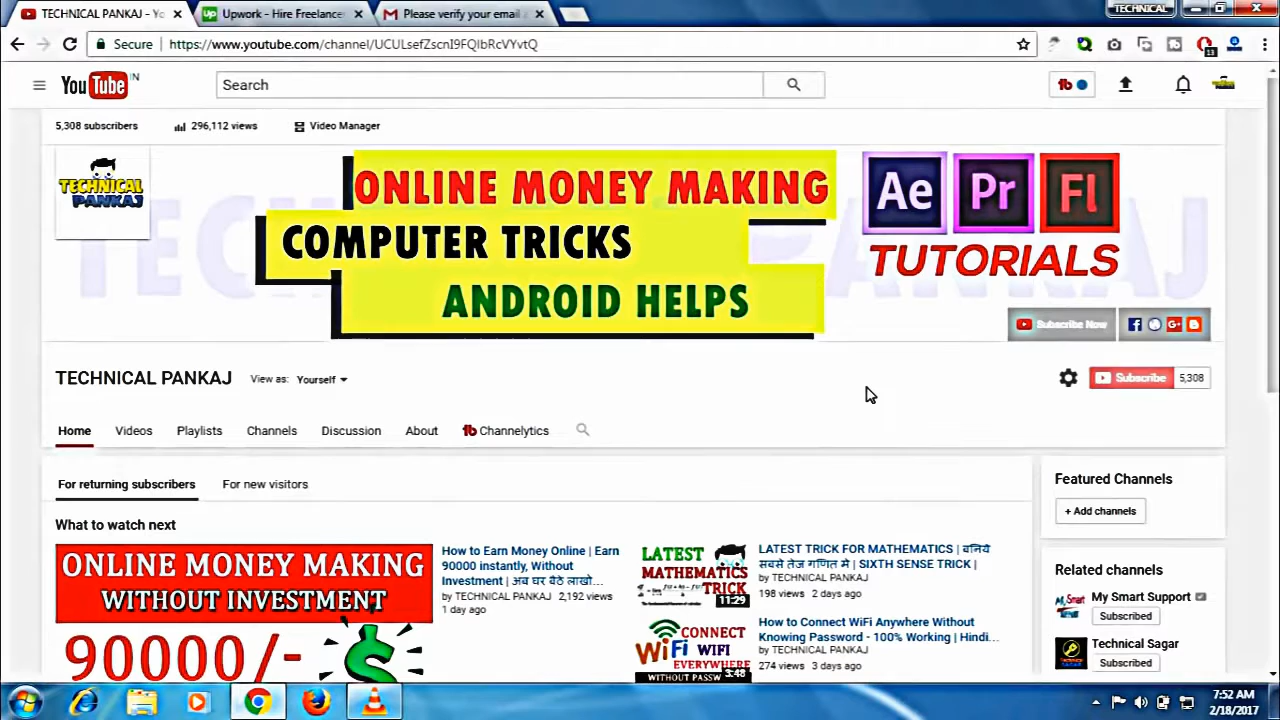 TECHNICAL PANKAJ - Yo
Upwork - Hire Freelance
Please verify your email
TECHNICAL
Secure
https://www.youtube.com/channel/UCULsefZscnI9FQIbRcVYvtQ
13
YouTube IN
Search
5,308 subscribers
296,112 views
Video Manager
TECHNICAL
PANKAJ
ONLINE MONEY MAKING
COMPUTER TRICKS
ANDROID HELPS
Ae Pr Fl
TUTORIALS
Subscribe Now
TECHNICAL PANKAJ
View as: Yourself
Subscribe 5,308
Home Videos Playlists Channels Discussion About Channelytics
For returning subscribers
For new visitors
What to watch next
ONLINE MONEY MAKING
WITHOUT INVESTMENT
90000/-
$
How to Earn Money Online | Earn
90000 instantly, Without
Investment | अब घर बैठे लाखो...
by TECHNICAL PANKAJ 2,192 views
1 day ago
LATEST
MATHEMATICS
TRICK
11:29
LATEST TRICK FOR MATHEMATICS | बनिये
सबसे तेज गणित मे | SIXTH SENSE TRICK |
by TECHNICAL PANKAJ
198 views 2 days ago
CONNECT
WiFi WIFI
EVERYWHERE
WITHOUT PASSW
3:48
How to Connect WiFi Anywhere Without
Knowing Password - 100% Working | Hindi...
by TECHNICAL PANKAJ
274 views 3 days ago
Featured Channels
+ Add channels
Related channels
My Smart Support
Subscribed
Technical Sagar
Subscribed
7:52 AM
2/18/2017